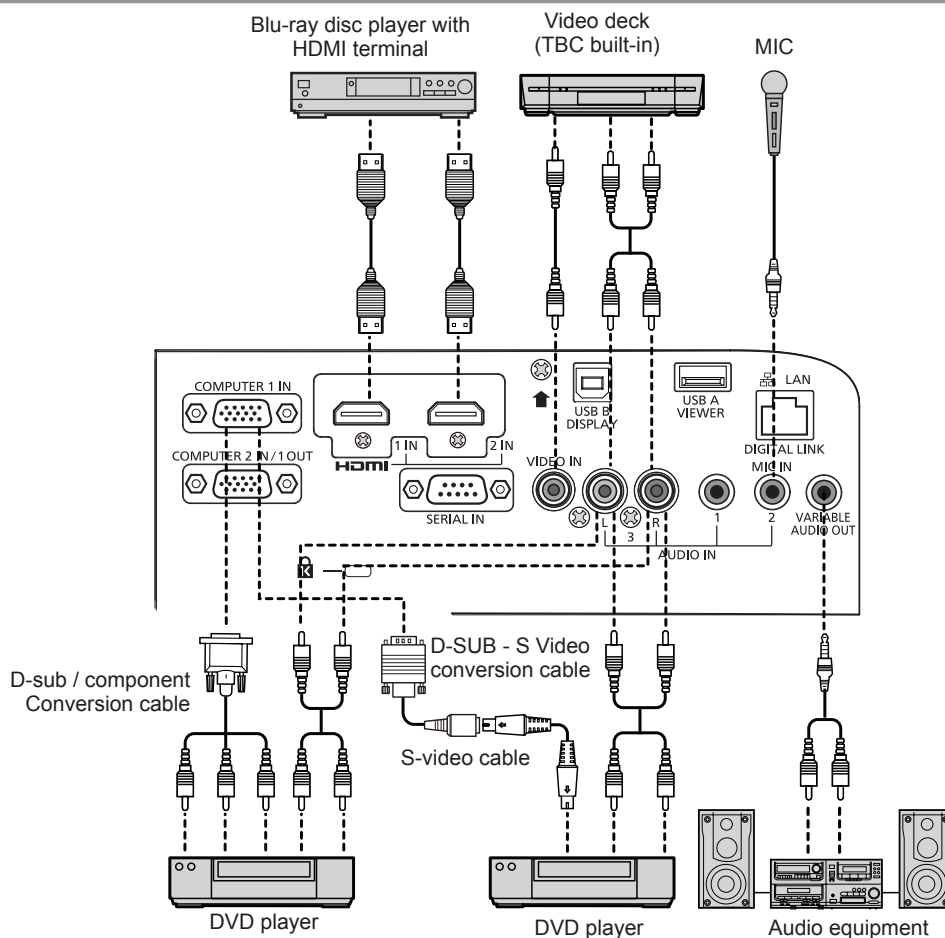 Blu-ray disc player with
HDMI terminal
Video deck
(TBC built-in)
MIC
COMPUTER 1 IN
COMPUTER 2 IN / 1 OUT
HDMI
1 IN
2 IN
SERIAL IN
VIDEO IN
USB B
DISPLAY
USB A
VIEWER
LAN
DIGITAL LINK
MIC IN
L
R
3
1
2
AUDIO IN
VARIABLE
AUDIO OUT
K
D-sub / component
Conversion cable
D-SUB - S Video
conversion cable
S-video cable
DVD player
DVD player
Audio equipment